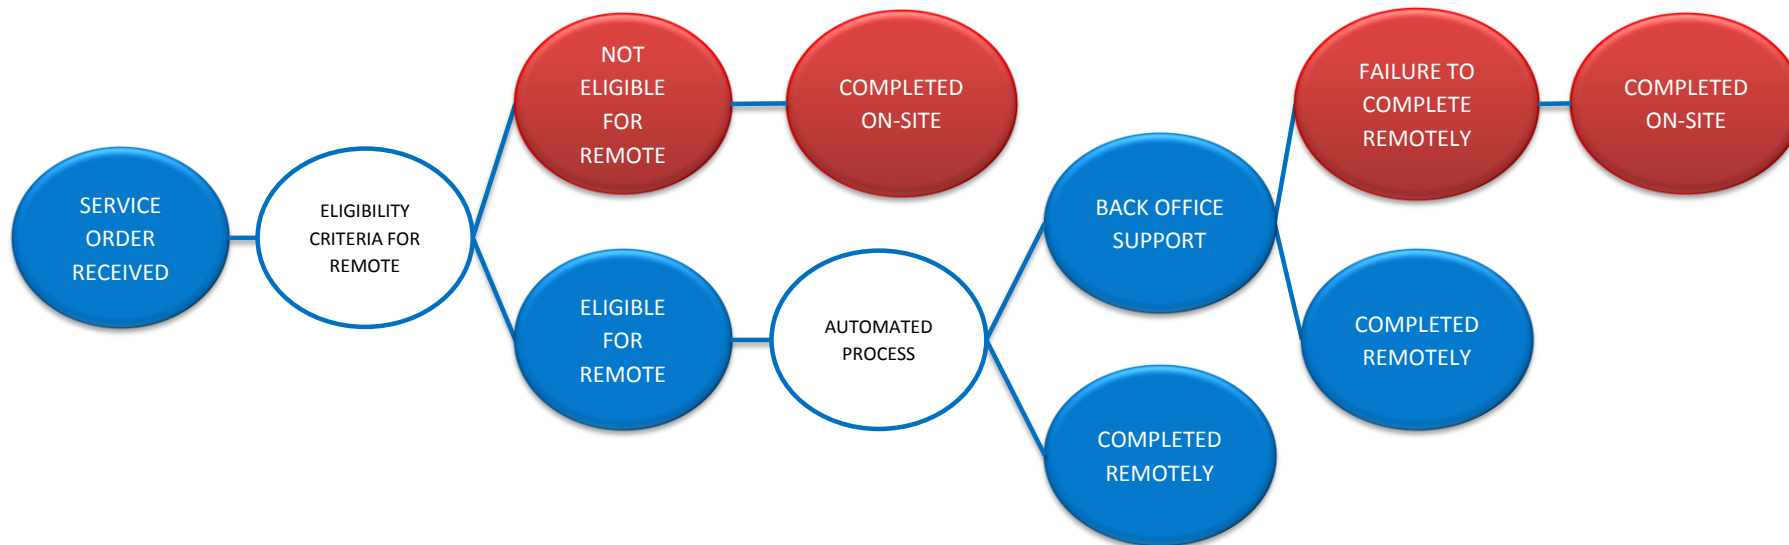 SERVICE
ORDER
RECEIVED
ELIGIBILITY
CRITERIA FOR
REMOTE
NOT
ELIGIBLE
FOR
REMOTE
COMPLETED
ON-SITE
ELIGIBLE
FOR
REMOTE
AUTOMATED
PROCESS
BACK OFFICE
SUPPORT
COMPLETED
REMOTELY
FAILURE TO
COMPLETE
REMOTELY
COMPLETED
ON-SITE
COMPLETED
REMOTELY